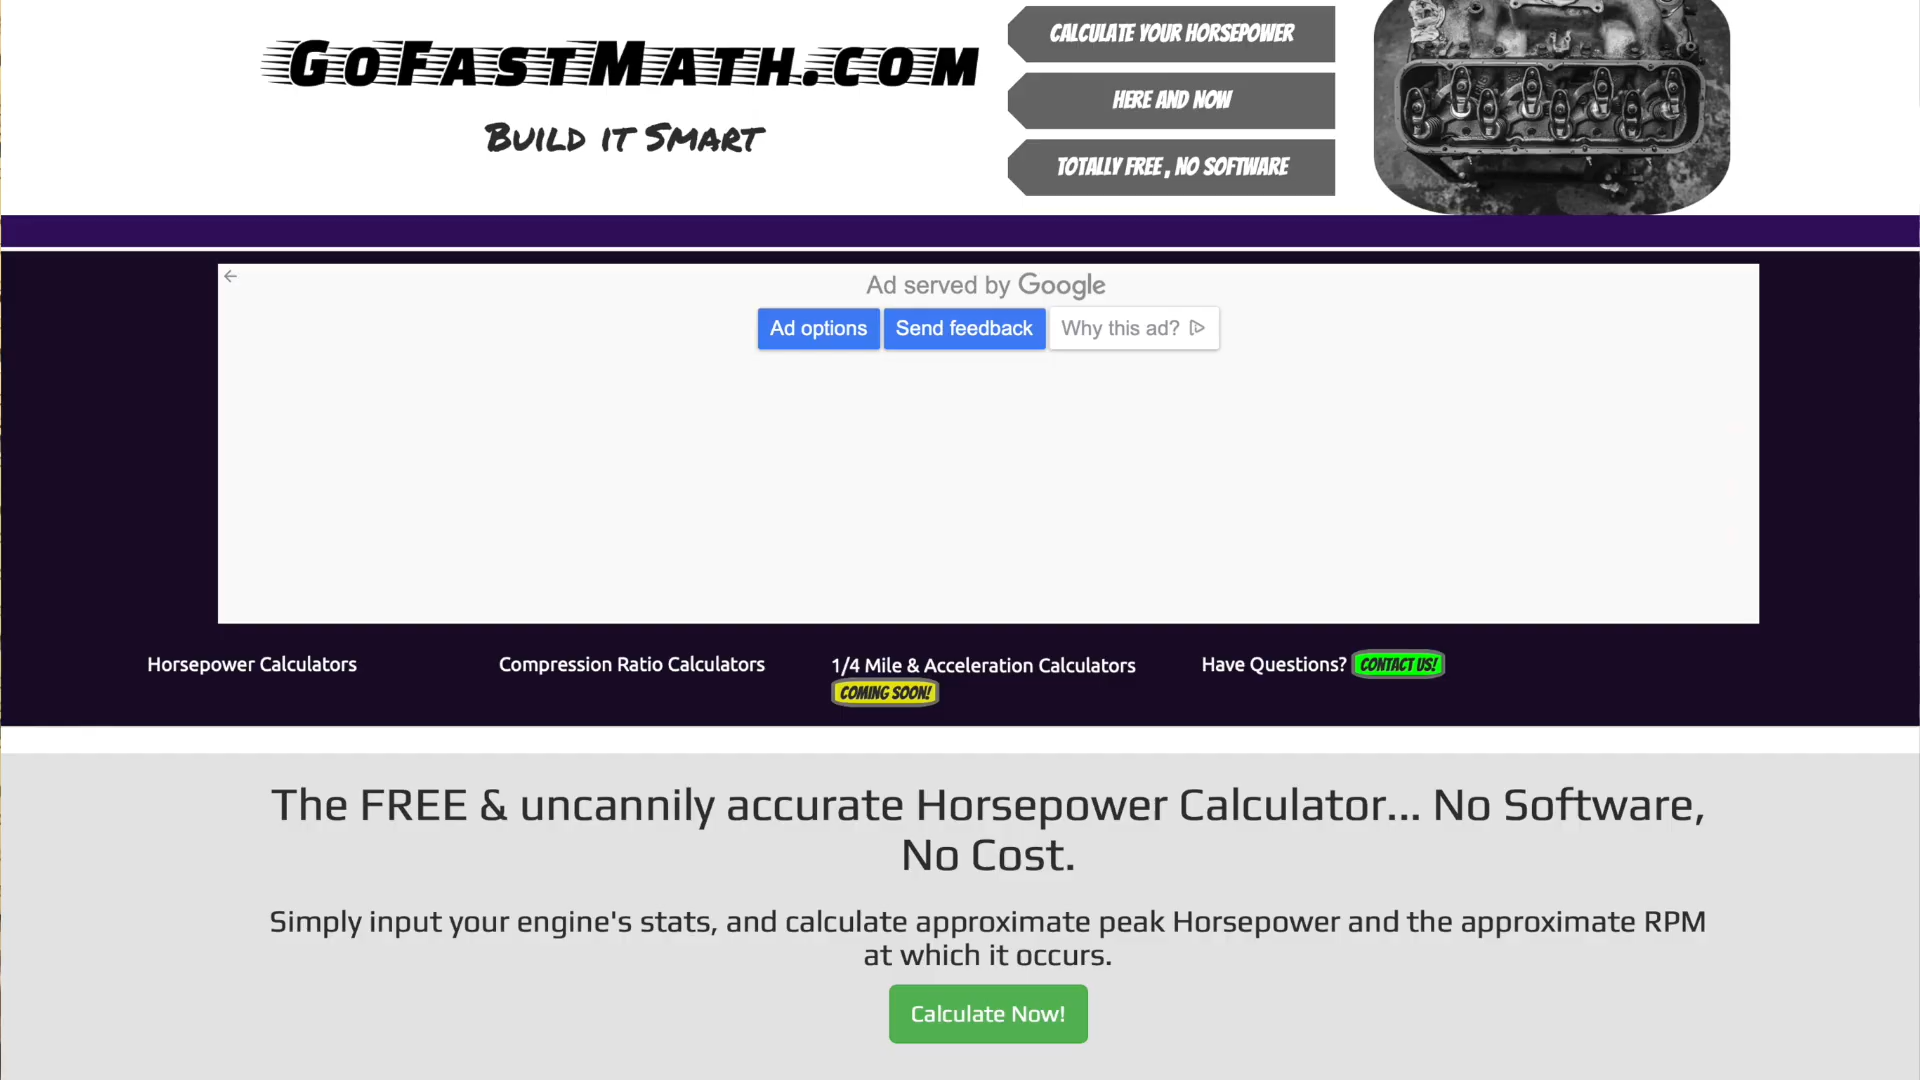 GoFastMath.com
Build it Smart
Calculate your Horsepower
Here and Now
Totally Free, No Software
Ad served by Google
Ad options
Send feedback
Why this ad?
Horsepower Calculators
Compression Ratio Calculators
1/4 Mile & Acceleration Calculators
Coming Soon!
Have Questions? Contact Us!
The FREE & uncannily accurate Horsepower Calculator... No Software,
No Cost.
Simply input your engine's stats, and calculate approximate peak Horsepower and the approximate RPM
at which it occurs.
Calculate Now!